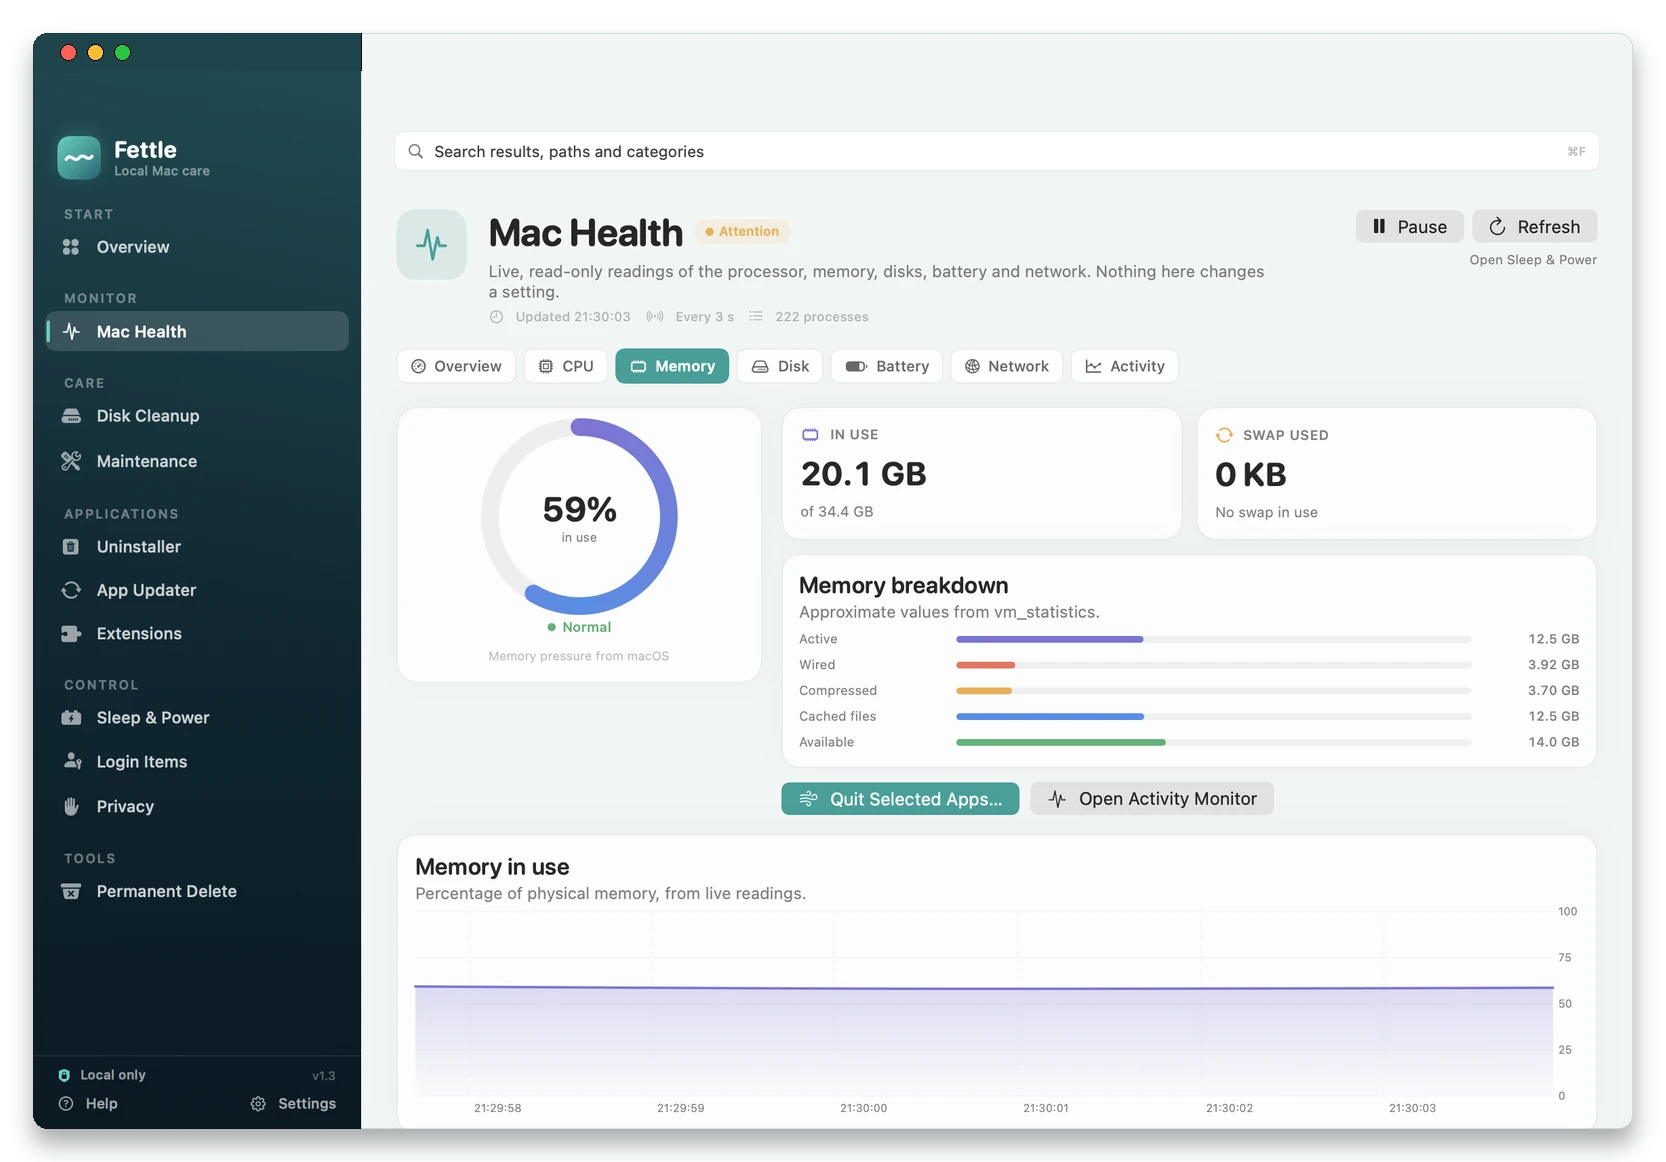 Fettle
Local Mac care
START
Overview
MONITOR
Mac Health
CARE
Disk Cleanup
Maintenance
APPLICATIONS
Uninstaller
App Updater
Extensions
CONTROL
Sleep & Power
Login Items
Privacy
TOOLS
Permanent Delete
Local only
v1.3
Help
Settings
Search results, paths and categories
⌘F
Mac Health
Attention
Pause
Refresh
Open Sleep & Power
Live, read-only readings of the processor, memory, disks, battery and network. Nothing here changes
a setting.
Updated 21:30:03 Every 3 s 222 processes
Overview CPU Memory Disk Battery Network Activity
59%
in use
Normal
Memory pressure from macOS
IN USE
20.1 GB
of 34.4 GB
SWAP USED
0 KB
No swap in use
Memory breakdown
Approximate values from vm_statistics.
Active 12.5 GB
Wired 3.92 GB
Compressed 3.70 GB
Cached files 12.5 GB
Available 14.0 GB
Quit Selected Apps...
Open Activity Monitor
Memory in use
Percentage of physical memory, from live readings.
100
75
50
25
0
21:29:58 21:29:59 21:30:00 21:30:01 21:30:02 21:30:03